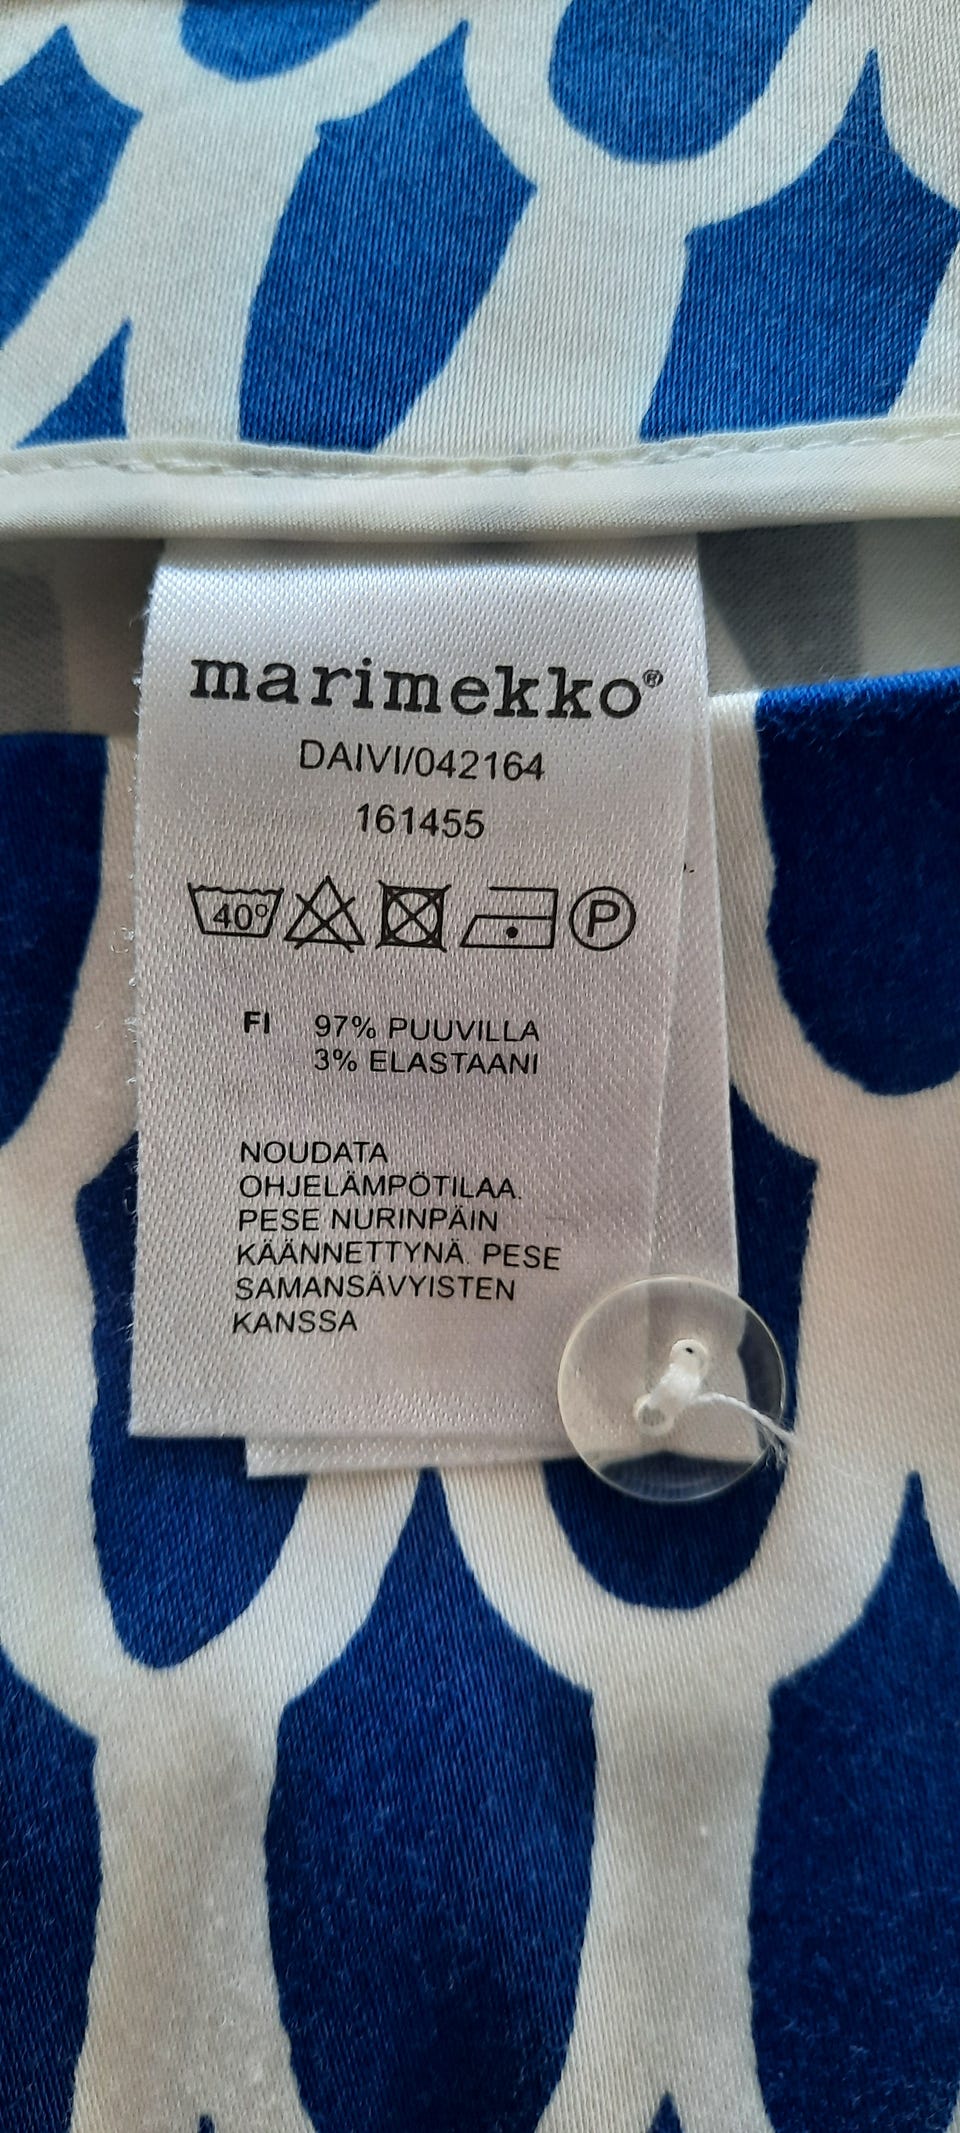 marimekko®
DAIVI/042164
161455
40° P
FI 97% PUUVILLA
3% ELASTAANI
NOUDATA
OHJELÄMPÖTILAA.
PESE NURINPÄIN
KÄÄNNETTYNÄ. PESE
SAMANSÄVYISTEN
KANSSA